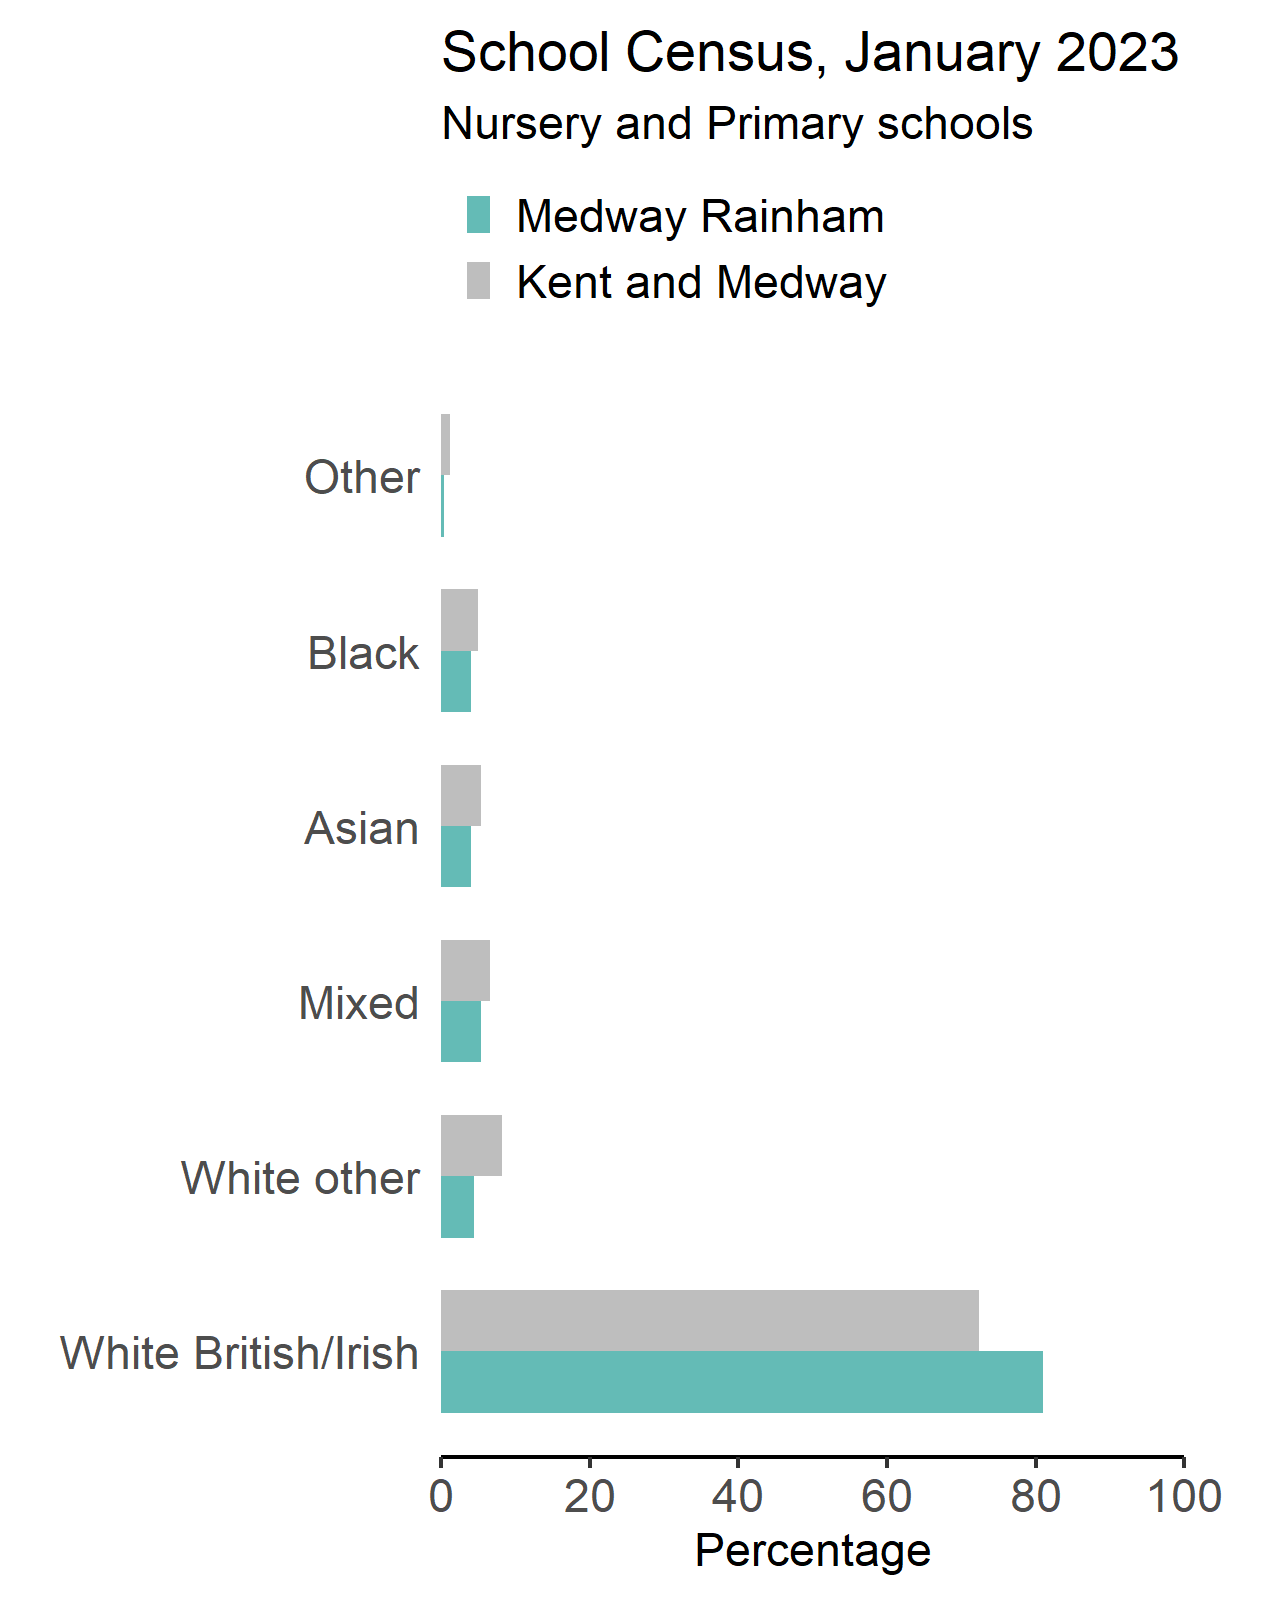 School Census, January 2023
Nursery and Primary schools
Medway Rainham
Kent and Medway
Other
Black
Asian
Mixed
White other
White British/Irish
0 20 40 60 80 100
Percentage